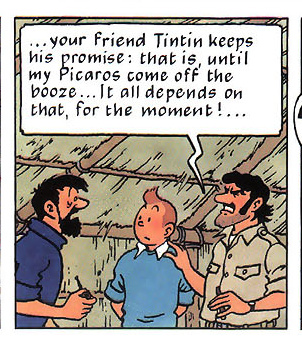 ...your friend Tintin keeps
his promise: that is, until
my Picaros come off the
booze...It all depends on
that, for the moment!...